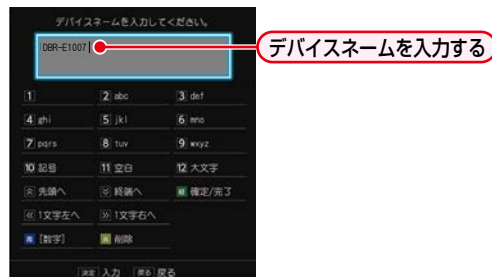 デバイスネームを入力してください。
DBR-E1007
デバイスネームを入力する
1 2 abc 3 def
4 ghi 5 jkl 6 mno
7 pqrs 8 tuv 9 wxyz
10 記号 11 空白 12 大文字
先頭へ 終端へ 緑 確定/完了
1文字左へ 1文字右へ
青 [数字] 黄 削除
決定 入力 戻る 戻る